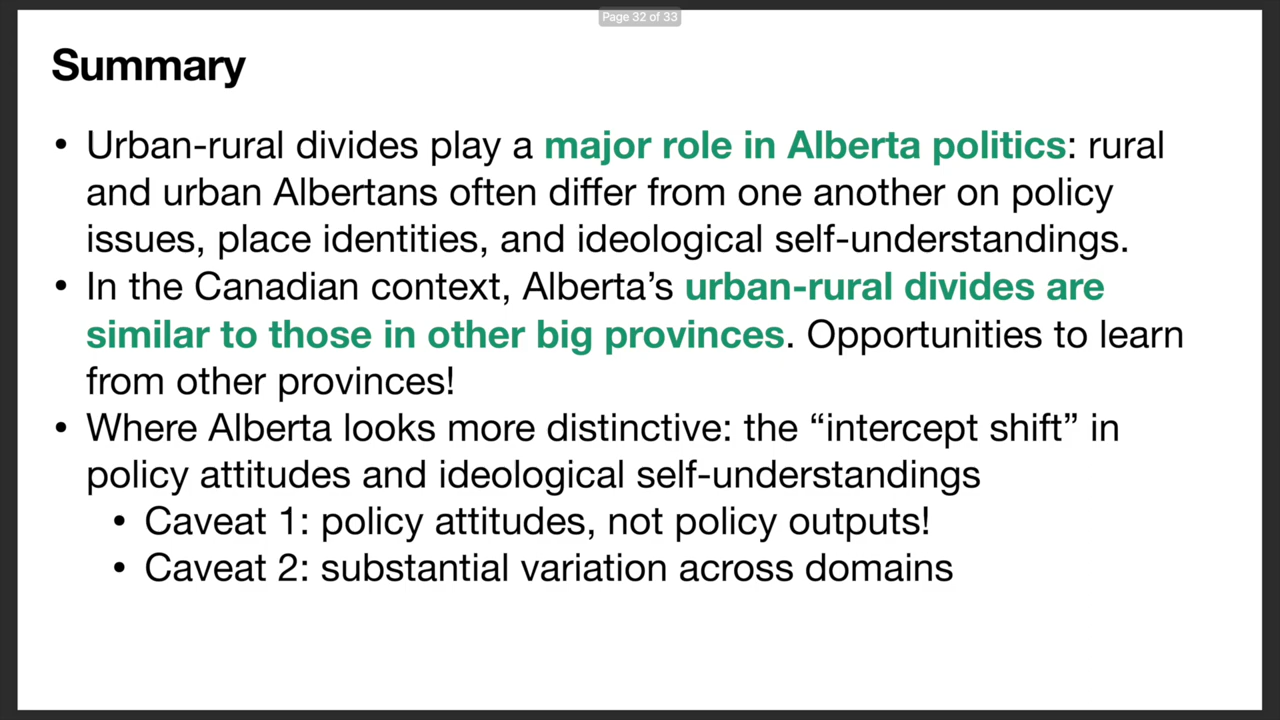 Page 32 of 33
Summary
• Urban-rural divides play a major role in Alberta politics: rural
and urban Albertans often differ from one another on policy
issues, place identities, and ideological self-understandings.
• In the Canadian context, Alberta’s urban-rural divides are
similar to those in other big provinces. Opportunities to learn
from other provinces!
• Where Alberta looks more distinctive: the “intercept shift” in
policy attitudes and ideological self-understandings
• Caveat 1: policy attitudes, not policy outputs!
• Caveat 2: substantial variation across domains